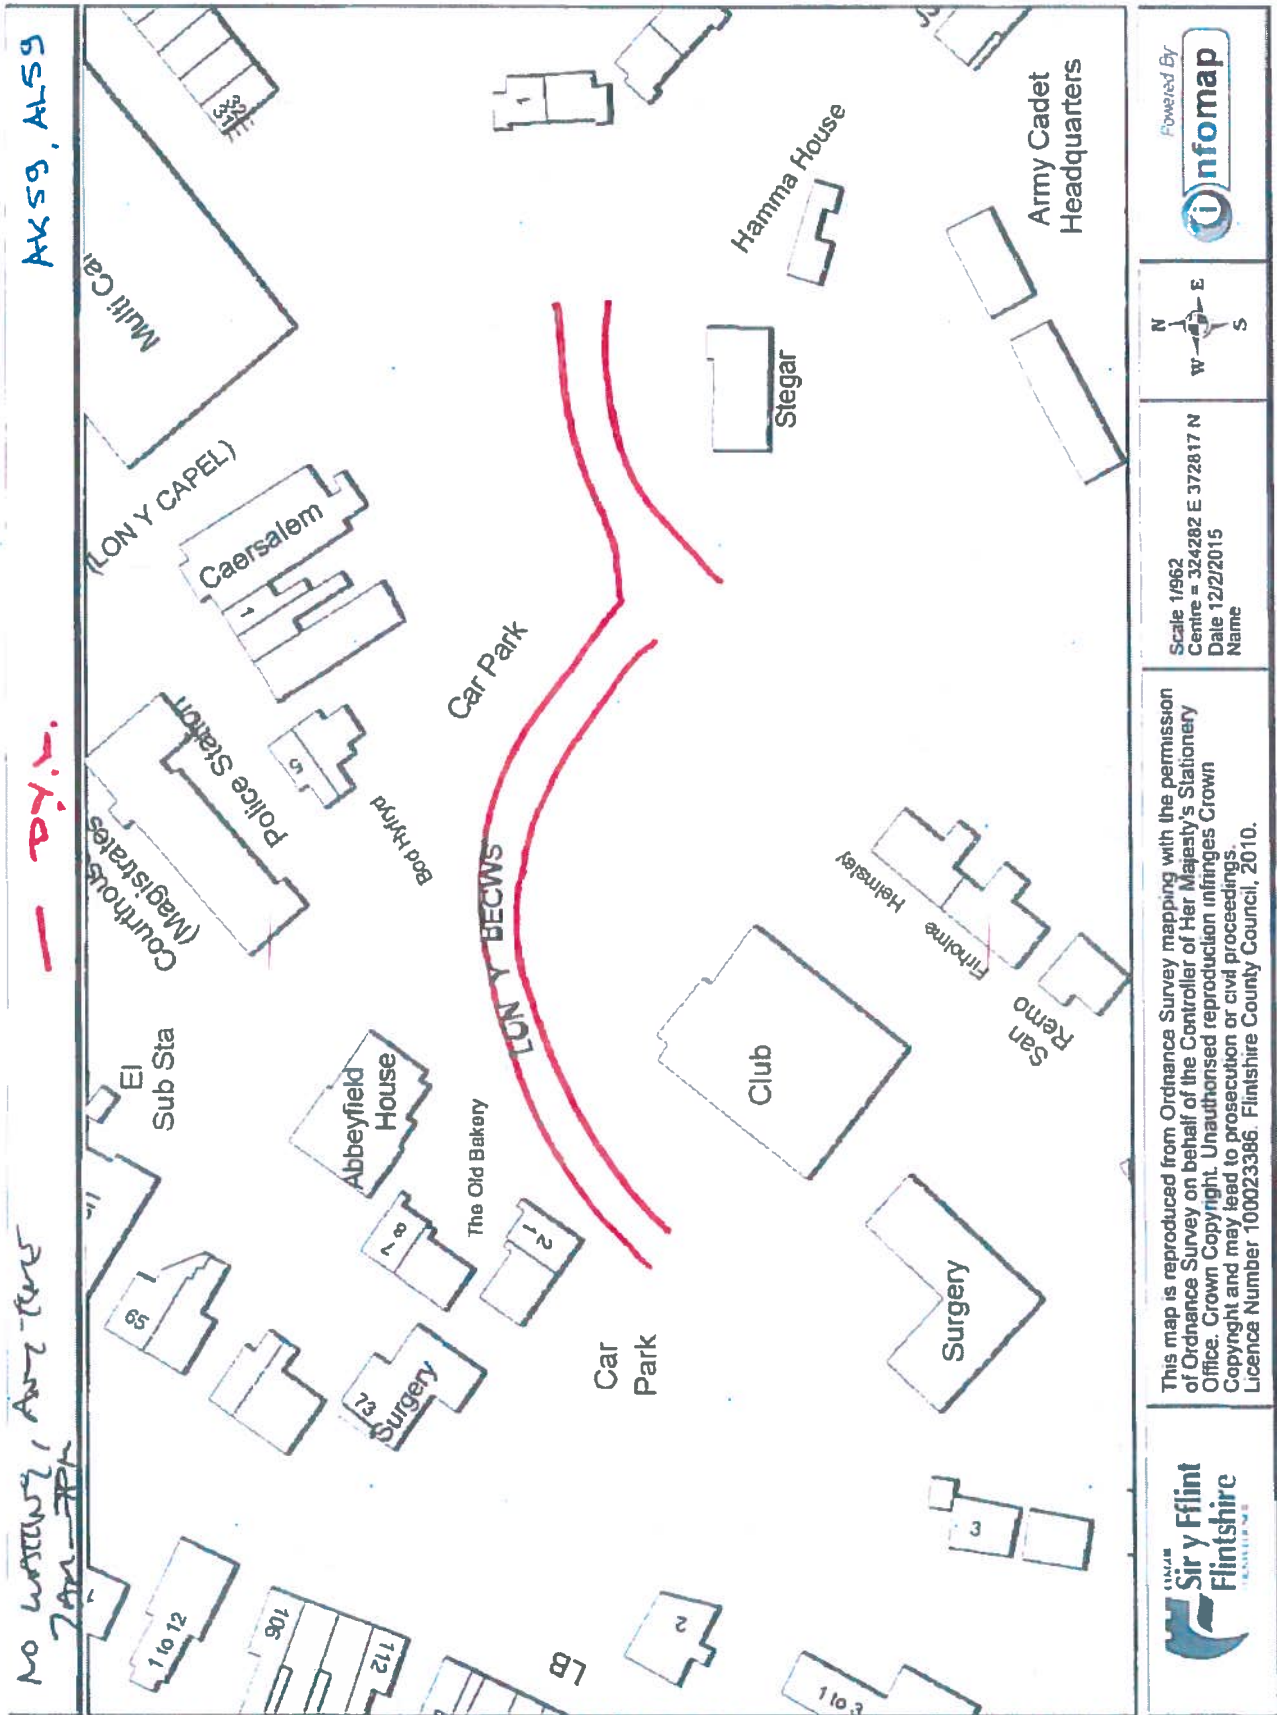 AK59, AL59
D.Y.L.
NO WAITING, ANY TIME
31
32
Multi Car
(LON Y CAPEL)
Caersalem
1
Courthouse
(Magistrates
Police Station
5
Bod Hyfryd
El
Sub Sta
Abbeyfield
House
The Old Bakery
8
7
1
2
65
73
Surgery
1 to 12
106
112
LB
2
1 to 3
3
Car
Park
Surgery
Club
LON Y BECWS
Car Park
Helmsley
Firholme
San
Remo
Stegar
Hamma House
1
Army Cadet
Headquarters
Sir y Fflint
Flintshire
This map is reproduced from Ordnance Survey mapping with the permission
of Ordnance Survey on behalf of the Controller of Her Majesty's Stationery
Office. Crown Copyright. Unauthorised reproduction infringes Crown
Copyright and may lead to prosecution or civil proceedings.
Licence Number 100023386. Flintshire County Council, 2010.
Scale 1/962
Centre = 324282 E 372817 N
Date 12/2/2015
Name
N
W
E
S
Powered By
infomap